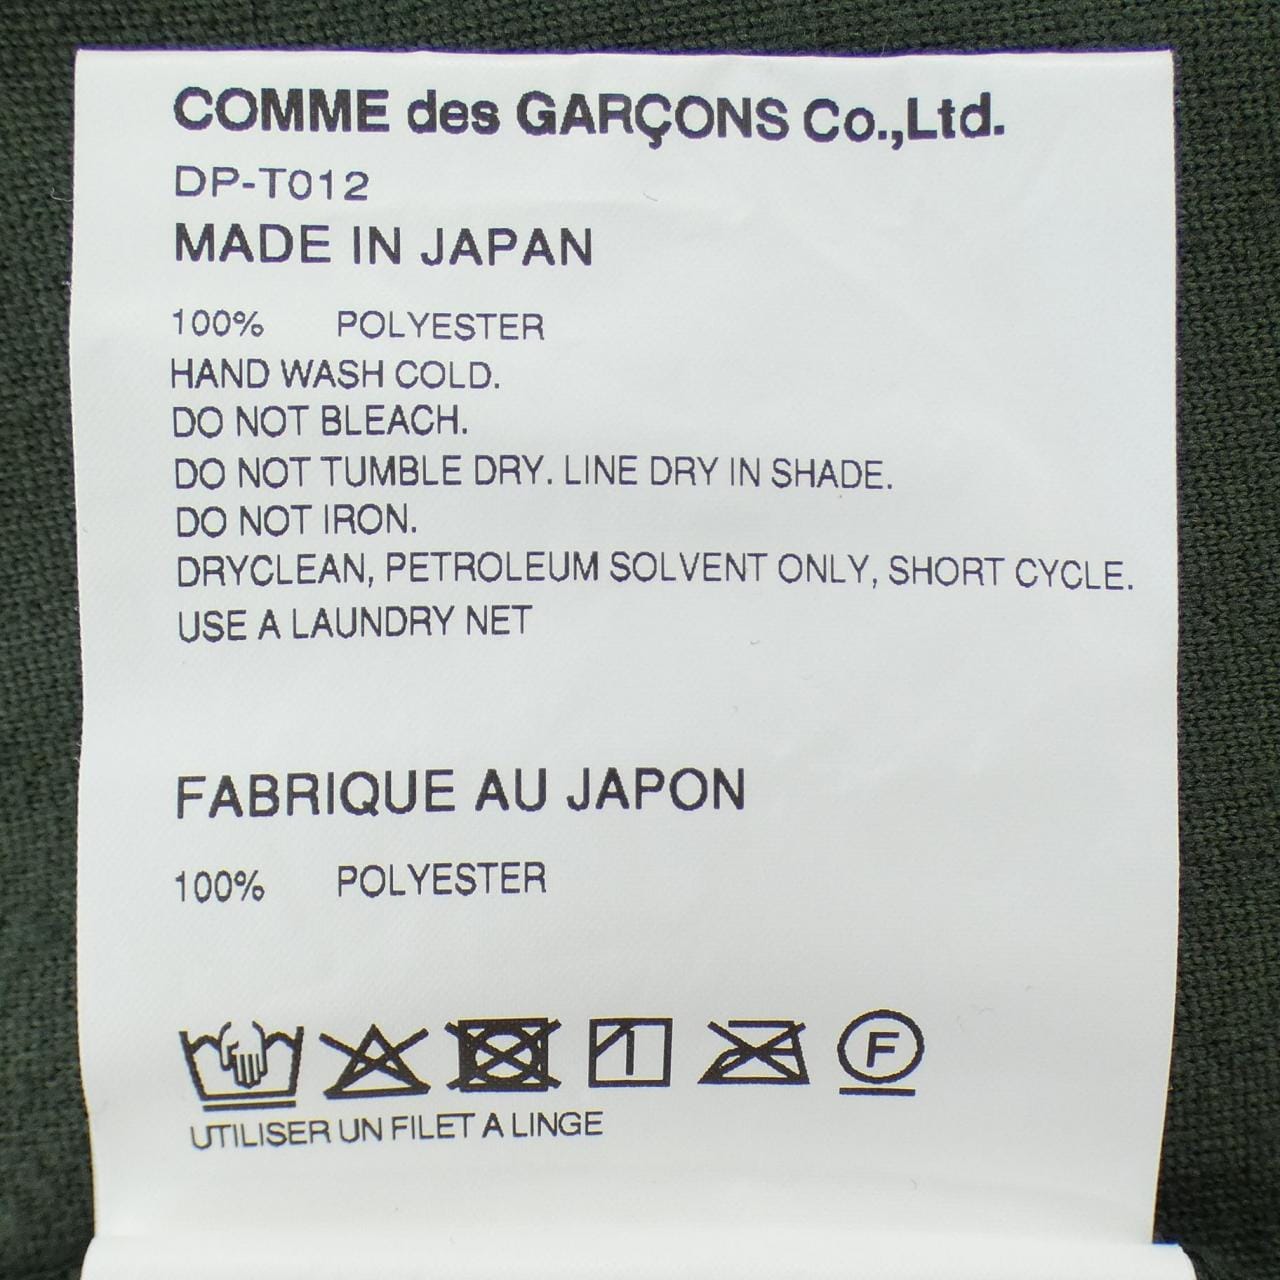 COMME des GARÇONS Co.,Ltd.
DP-T012
MADE IN JAPAN
100% POLYESTER
HAND WASH COLD.
DO NOT BLEACH.
DO NOT TUMBLE DRY. LINE DRY IN SHADE.
DO NOT IRON.
DRYCLEAN, PETROLEUM SOLVENT ONLY, SHORT CYCLE.
USE A LAUNDRY NET
FABRIQUE AU JAPON
100% POLYESTER
F
UTILISER UN FILET A LINGE